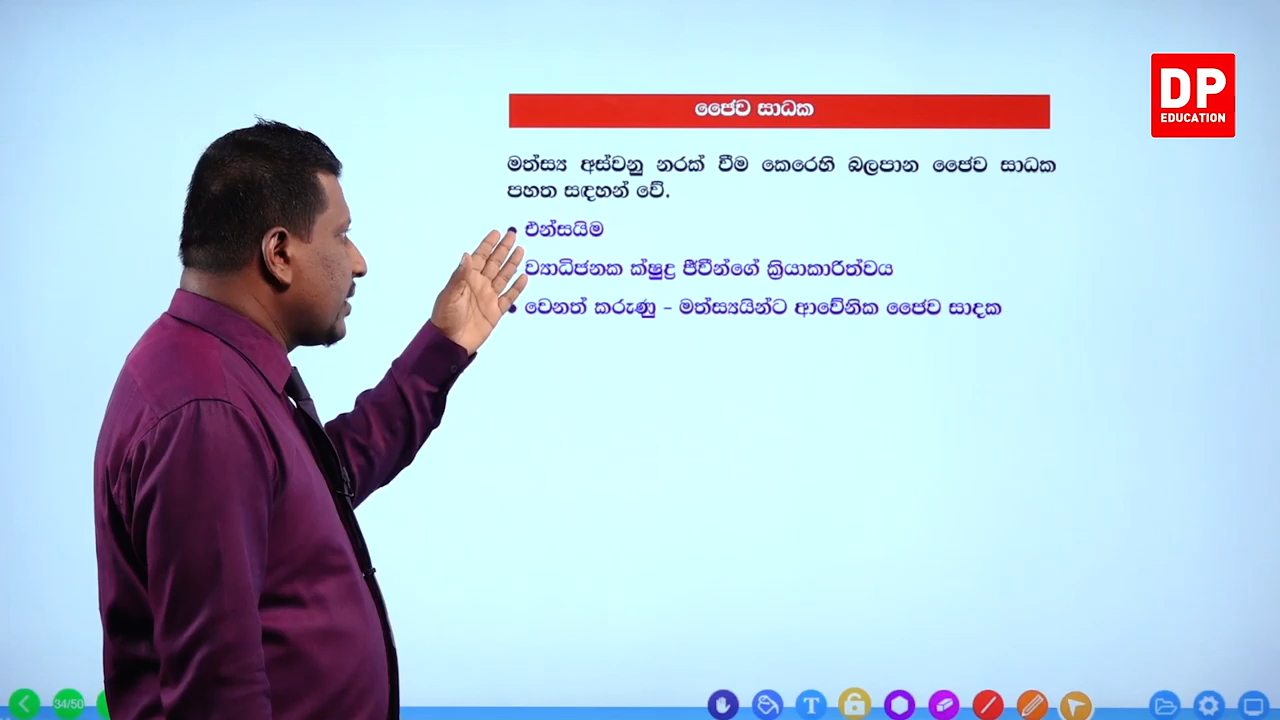 DP
EDUCATION
ජෛව සාධක
මත්ස්‍ය අස්වනු නරක් වීම කෙරෙහි බලපාන ජෛව සාධක
පහත සඳහන් වේ.
• එන්සයිම
ව්‍යාධිජනක ක්ෂුද්‍ර ජීවීන්ගේ ක්‍රියාකාරීත්වය
• වෙනත් කරුණු - මත්ස්‍යයින්ට ආවේනික ජෛව සාදක
34/50
T